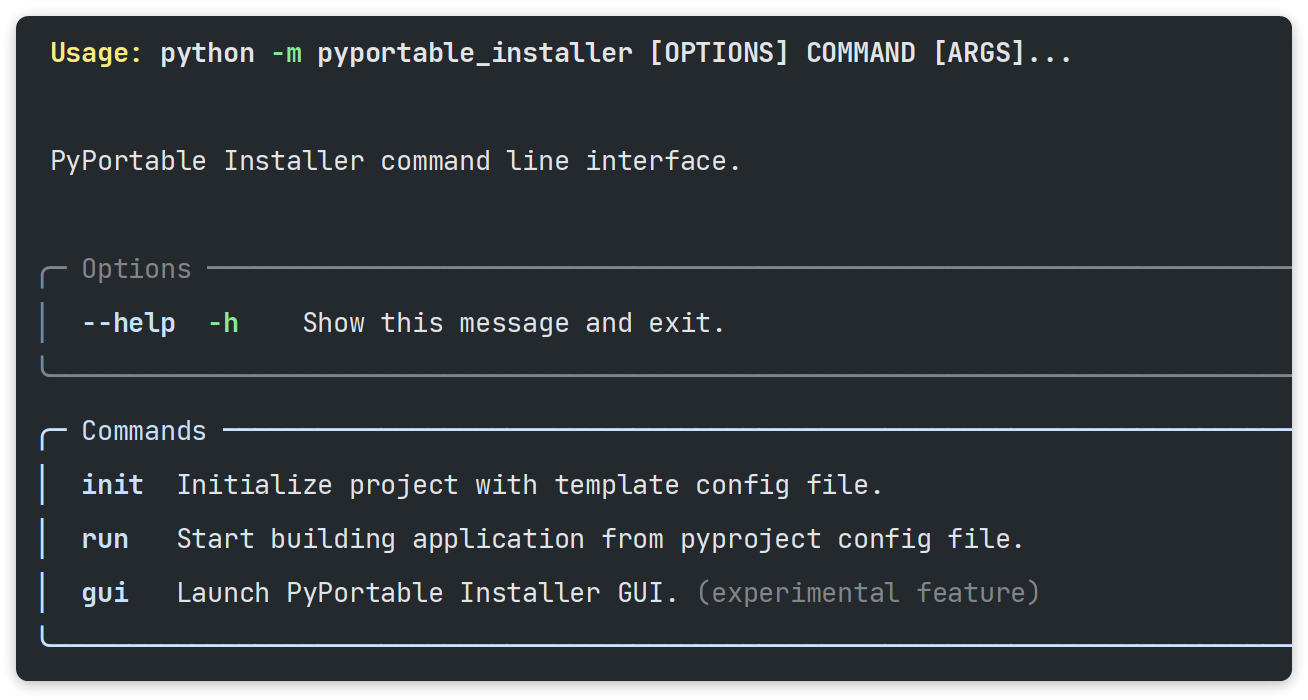 Usage: python -m pyportable_installer [OPTIONS] COMMAND [ARGS]...
PyPortable Installer command line interface.
Options
--help -h Show this message and exit.
Commands
init Initialize project with template config file.
run Start building application from pyproject config file.
gui Launch PyPortable Installer GUI. (experimental feature)